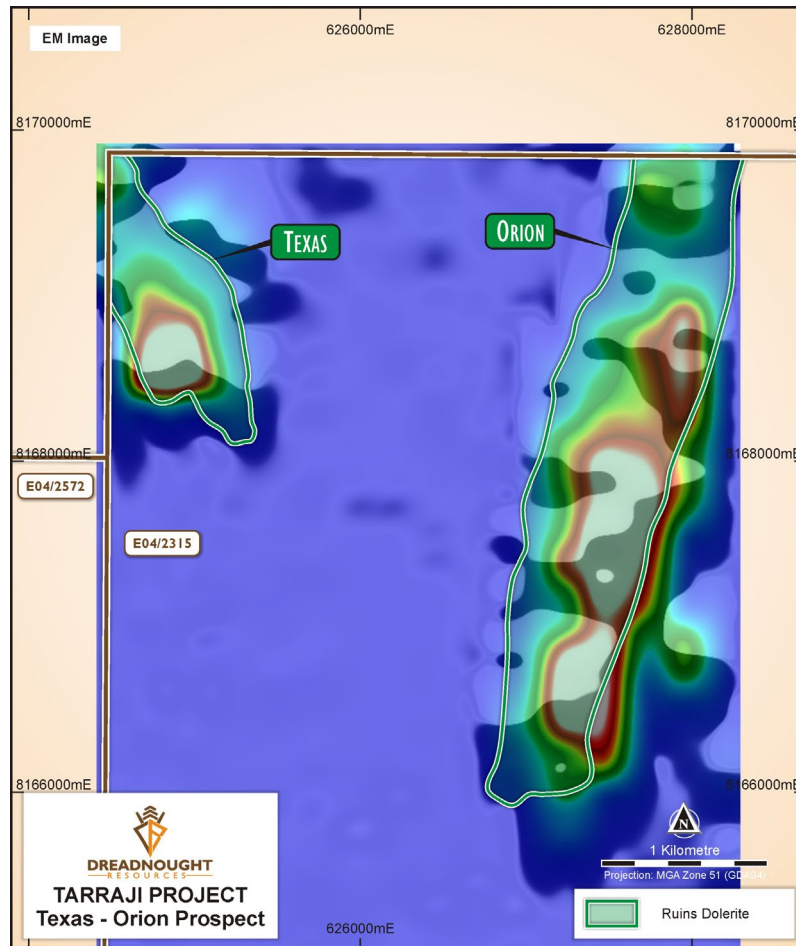 EM Image
626000mE
628000mE
8170000mE
8170000mE
TEXAS
ORION
8168000mE
8168000mE
E04/2572
E04/2315
8166000mE
8166000mE
N
1 Kilometre
Projection: MGA Zone 51 (GDA94)
DREADNOUGHT
RESOURCES
TARRAJI PROJECT
Texas - Orion Prospect
626000mE
Ruins Dolerite